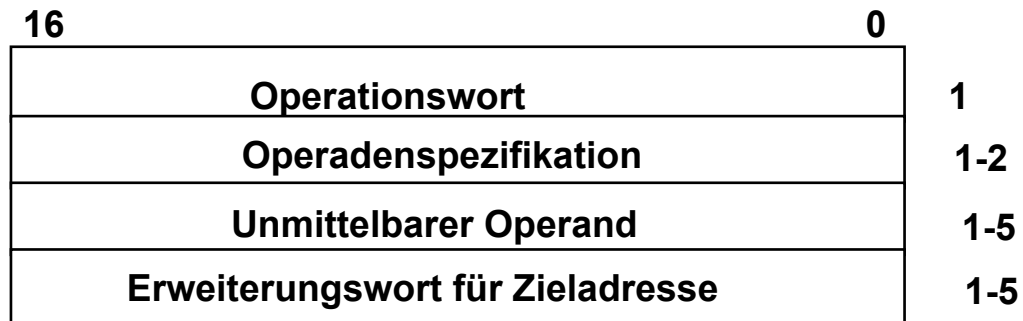 16 0
Operationswort 1
Operadenspezifikation 1-2
Unmittelbarer Operand 1-5
Erweiterungswort für Zieladresse 1-5